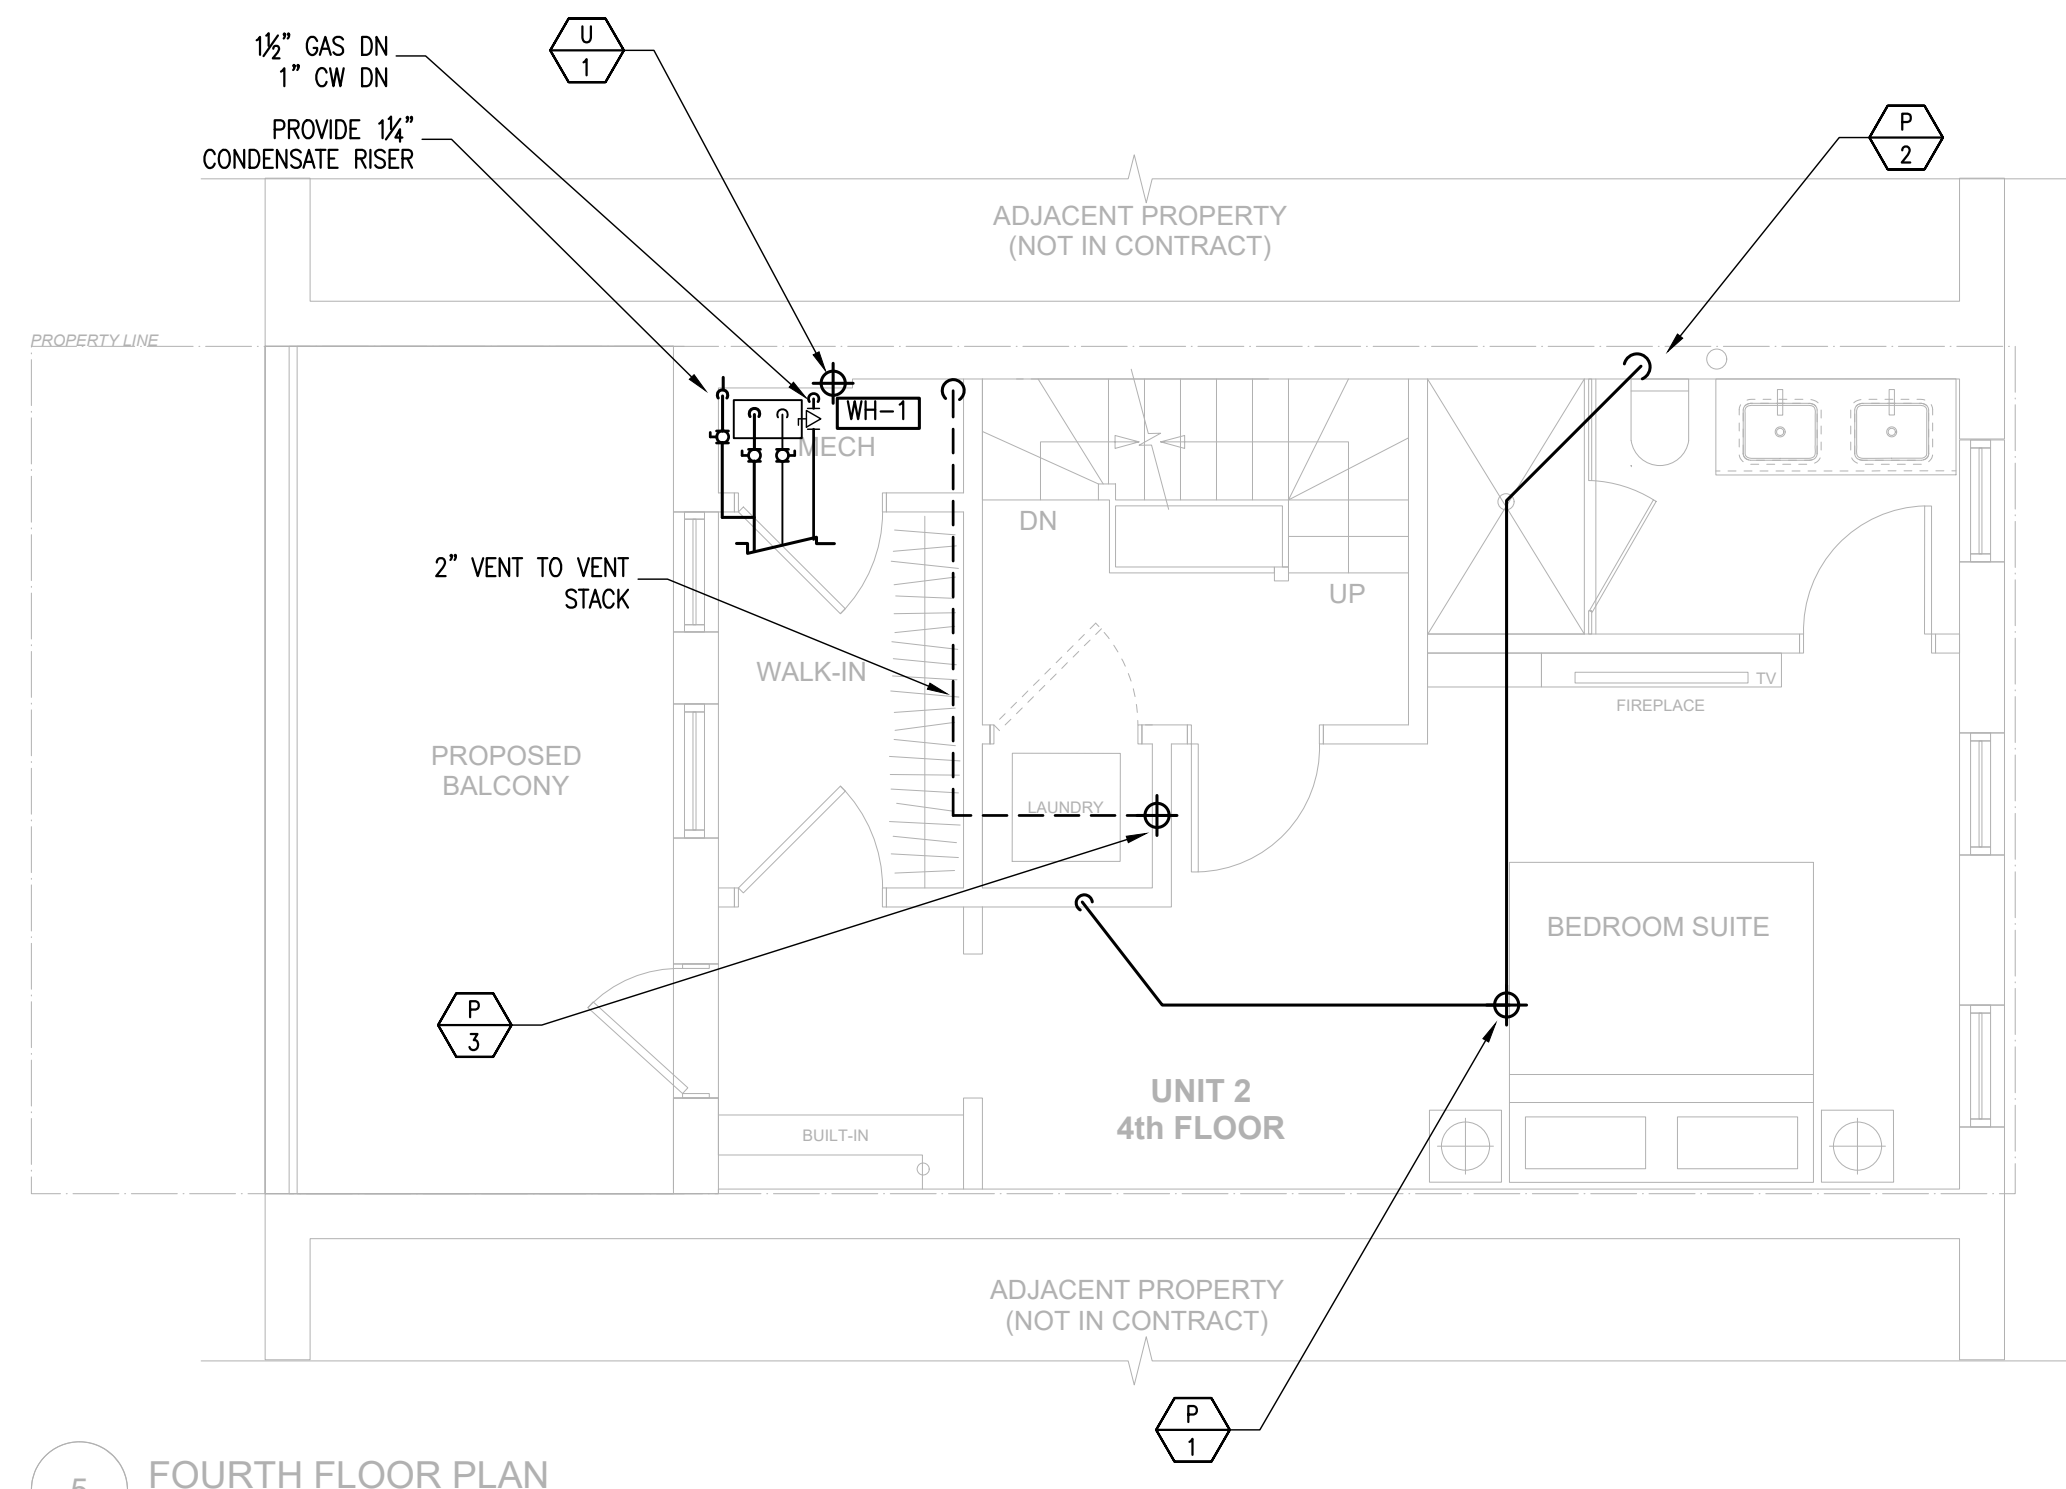 1½" GAS DN
1" CW DN
U
1
PROVIDE 1¼"
CONDENSATE RISER
P
2
ADJACENT PROPERTY
(NOT IN CONTRACT)
PROPERTY LINE
WH-1
MECH
DN
2" VENT TO VENT
STACK
UP
WALK-IN
TV
FIREPLACE
PROPOSED
BALCONY
LAUNDRY
BEDROOM SUITE
P
3
UNIT 2
4th FLOOR
BUILT-IN
ADJACENT PROPERTY
(NOT IN CONTRACT)
P
1
FOURTH FLOOR PLAN